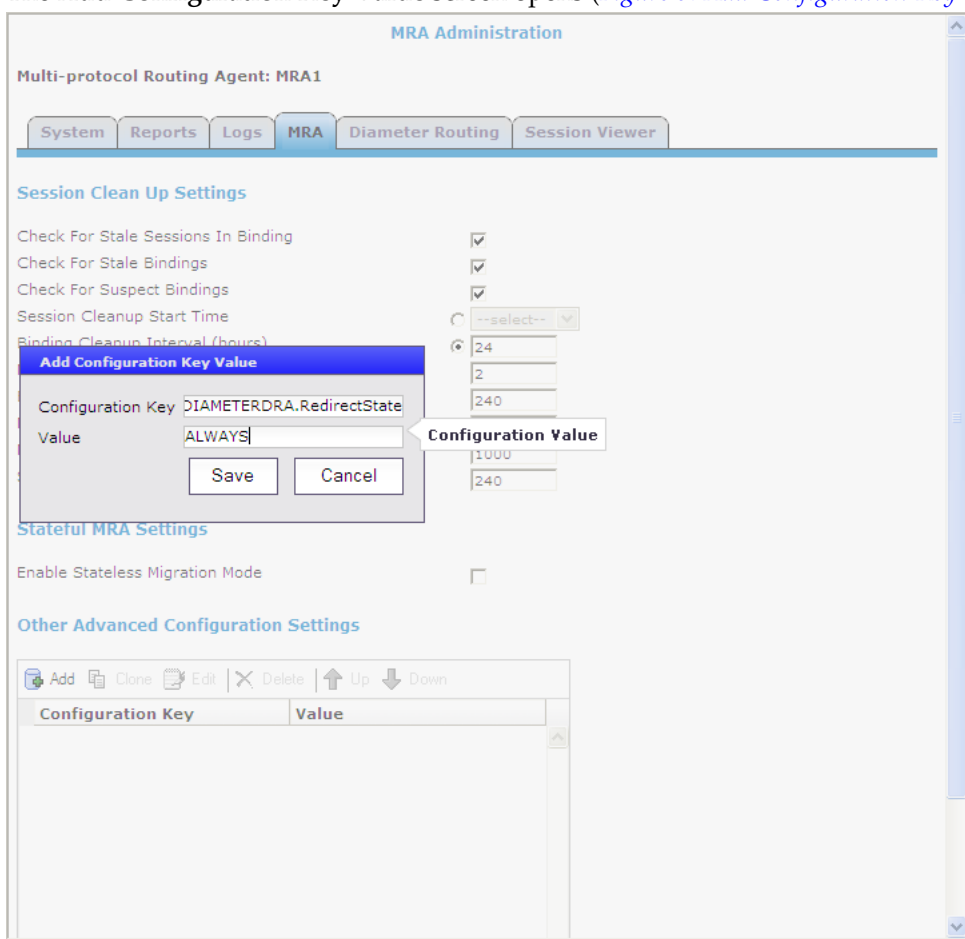 MRA Administration
Multi-protocol Routing Agent: MRA1
System Reports Logs MRA Diameter Routing Session Viewer
Session Clean Up Settings
Check For Stale Sessions In Binding
Check For Stale Bindings
Check For Suspect Bindings
Session Cleanup Start Time --select--
Binding Cleanup Interval (hours) 24
Add Configuration Key Value
2
Configuration Key DIAMETERDRA.RedirectState
240
Value ALWAYS
Configuration Value
1000
Save Cancel
240
Stateful MRA Settings
Enable Stateless Migration Mode
Other Advanced Configuration Settings
Add Clone Edit Delete Up Down
Configuration Key Value